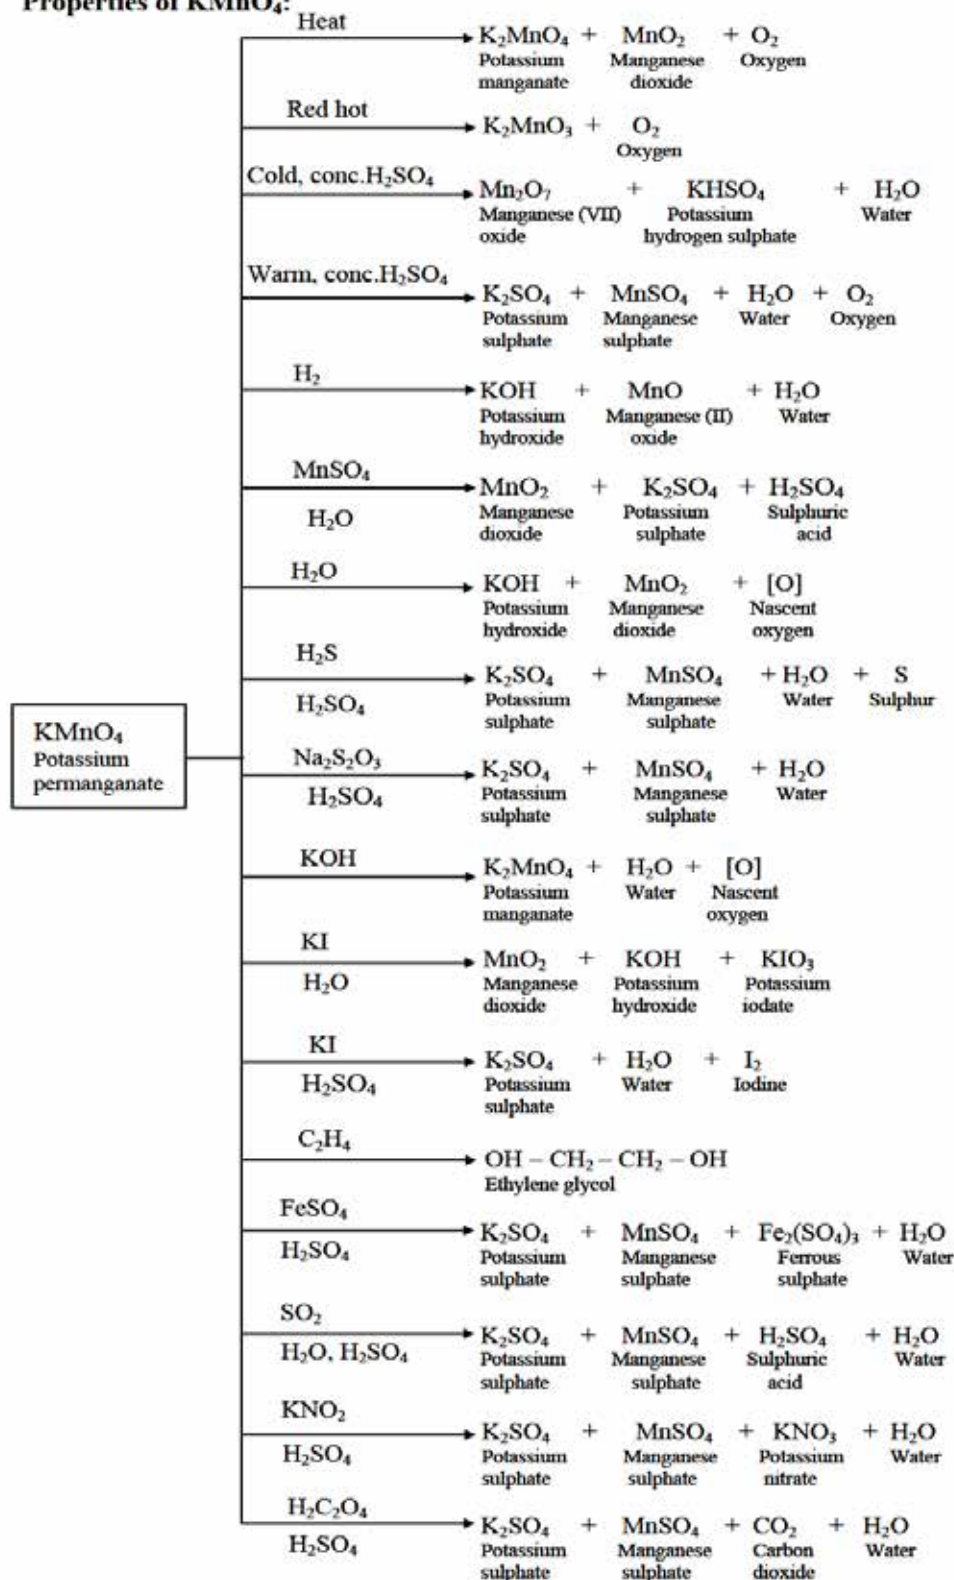 Properties of KMnO₄:
Heat
K₂MnO₄ + MnO₂ + O₂
Potassium Manganese Oxygen
manganate dioxide
Red hot
K₂MnO₃ + O₂
Oxygen
Cold, conc.H₂SO₄
Mn₂O₇ + KHSO₄ + H₂O
Manganese (VII) Potassium Water
oxide hydrogen sulphate
Warm, conc.H₂SO₄
K₂SO₄ + MnSO₄ + H₂O + O₂
Potassium Manganese Water Oxygen
sulphate sulphate
H₂
KOH + MnO + H₂O
Potassium Manganese (II) Water
hydroxide oxide
MnSO₄
MnO₂ + K₂SO₄ + H₂SO₄
H₂O
Manganese Potassium Sulphuric
dioxide sulphate acid
H₂O
KOH + MnO₂ + [O]
Potassium Manganese Nascent
hydroxide dioxide oxygen
H₂S
K₂SO₄ + MnSO₄ + H₂O + S
H₂SO₄
Potassium Manganese Water Sulphur
sulphate sulphate
KMnO₄
Potassium
permanganate
Na₂S₂O₃
K₂SO₄ + MnSO₄ + H₂O
H₂SO₄
Potassium Manganese Water
sulphate sulphate
KOH
K₂MnO₄ + H₂O + [O]
Potassium Water Nascent
manganate oxygen
KI
MnO₂ + KOH + KIO₃
H₂O
Manganese Potassium Potassium
dioxide hydroxide iodate
KI
K₂SO₄ + H₂O + I₂
H₂SO₄
Potassium Water Iodine
sulphate
C₂H₄
OH – CH₂ – CH₂ – OH
Ethylene glycol
FeSO₄
K₂SO₄ + MnSO₄ + Fe₂(SO₄)₃ + H₂O
H₂SO₄
Potassium Manganese Ferrous Water
sulphate sulphate sulphate
SO₂
K₂SO₄ + MnSO₄ + H₂SO₄ + H₂O
H₂O, H₂SO₄
Potassium Manganese Sulphuric Water
sulphate sulphate acid
KNO₂
K₂SO₄ + MnSO₄ + KNO₃ + H₂O
H₂SO₄
Potassium Manganese Potassium Water
sulphate sulphate nitrate
H₂C₂O₄
K₂SO₄ + MnSO₄ + CO₂ + H₂O
H₂SO₄
Potassium Manganese Carbon Water
sulphate sulphate dioxide